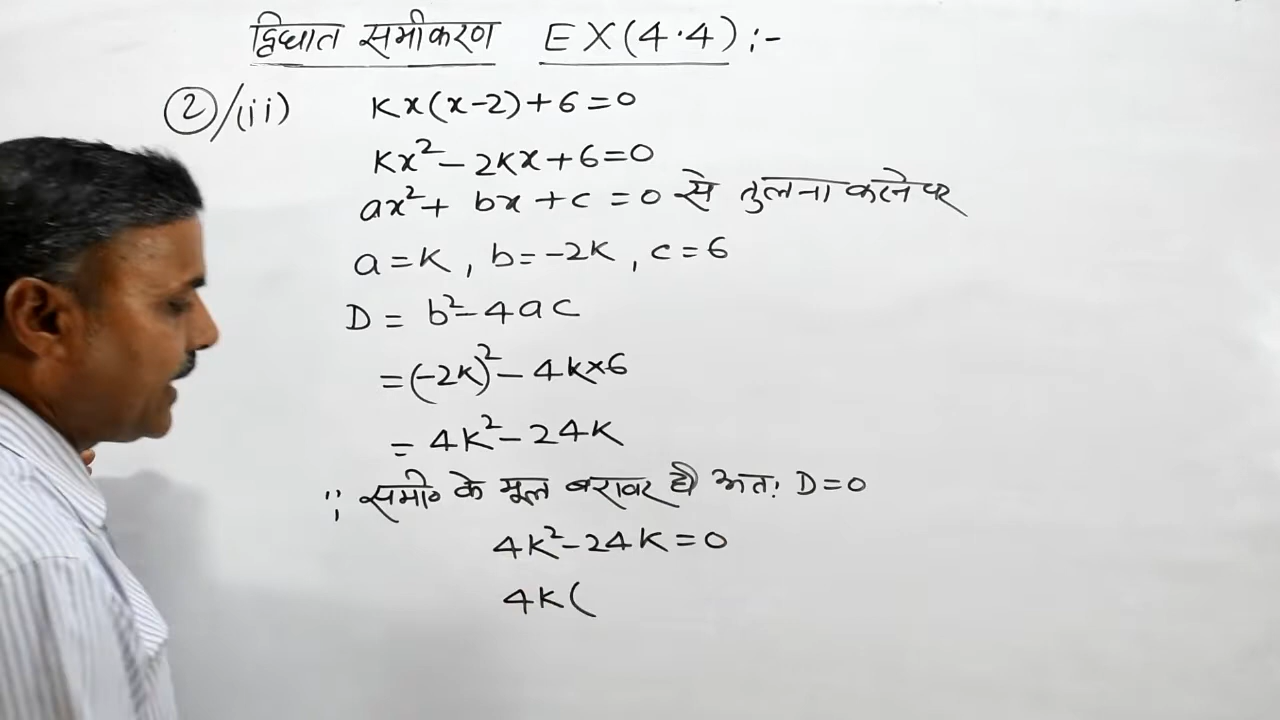 द्विघात समीकरण EX(4.4):-
②/(ii) Kx(x-2)+6=0
Kx²-2Kx+6=0
ax²+bx+c=0 से तुलना करने पर
a=K, b=-2K, c=6
D = b²-4ac
=(-2K)²-4K×6
= 4K²-24K
∵ समी० के मूल बराबर है अतः D=0
4K²-24K=0
4K(